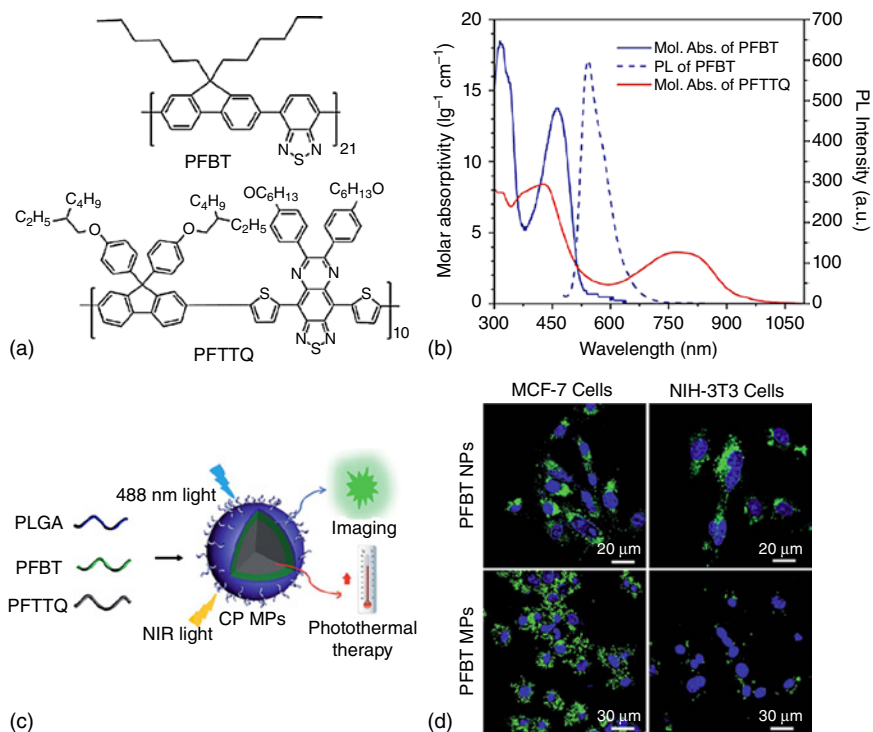 (a)
21
PFBT
C4H9
C2H5
O
C4H9
O
C2H5
OC6H13
C6H13O
N
N
S
N
N
N
N
S
S
S
N
N
S
10
PFTTQ
(b)
Molar absorptivity (lg–1 cm–1)
20
15
10
5
0
Mol. Abs. of PFBT
PL of PFBT
Mol. Abs. of PFTTQ
700
600
500
400
300
200
100
0
PL Intensity (a.u.)
300
450
600
750
900
1050
Wavelength (nm)
(c)
PLGA
PFBT
PFTTQ
488 nm light
NIR light
CP MPs
Imaging
Photothermal
therapy
(d)
MCF-7 Cells
NIH-3T3 Cells
PFBT NPs
20 μm
20 μm
PFBT MPs
30 μm
30 μm